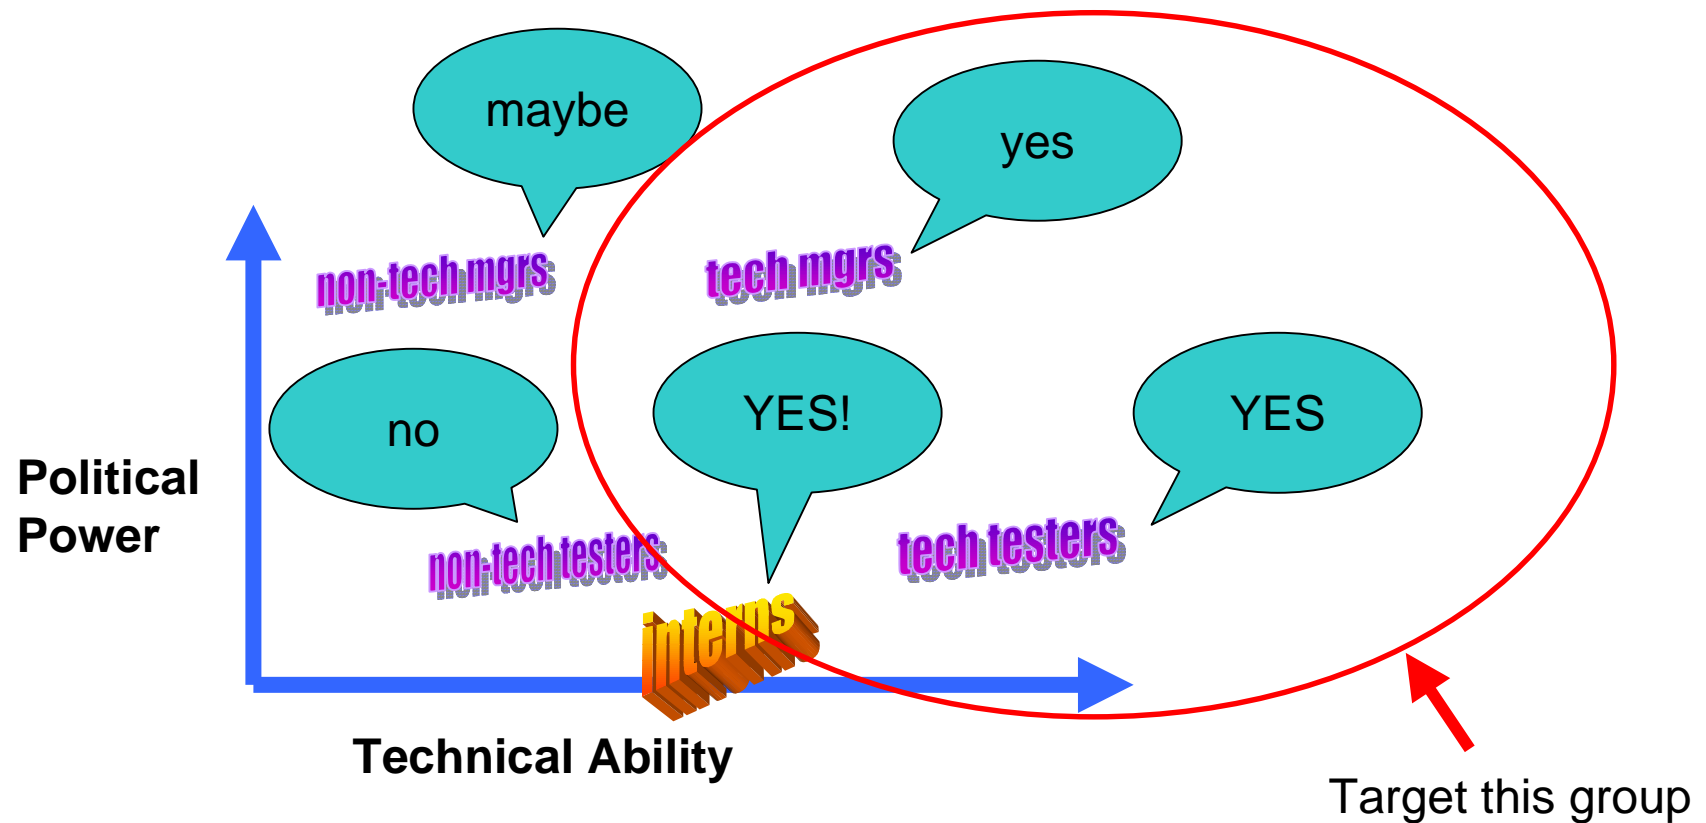 maybe
yes
non-tech mgrs
tech mgrs
no
YES!
YES
Political
Power
non-tech testers
tech testers
interns
Technical Ability
Target this group